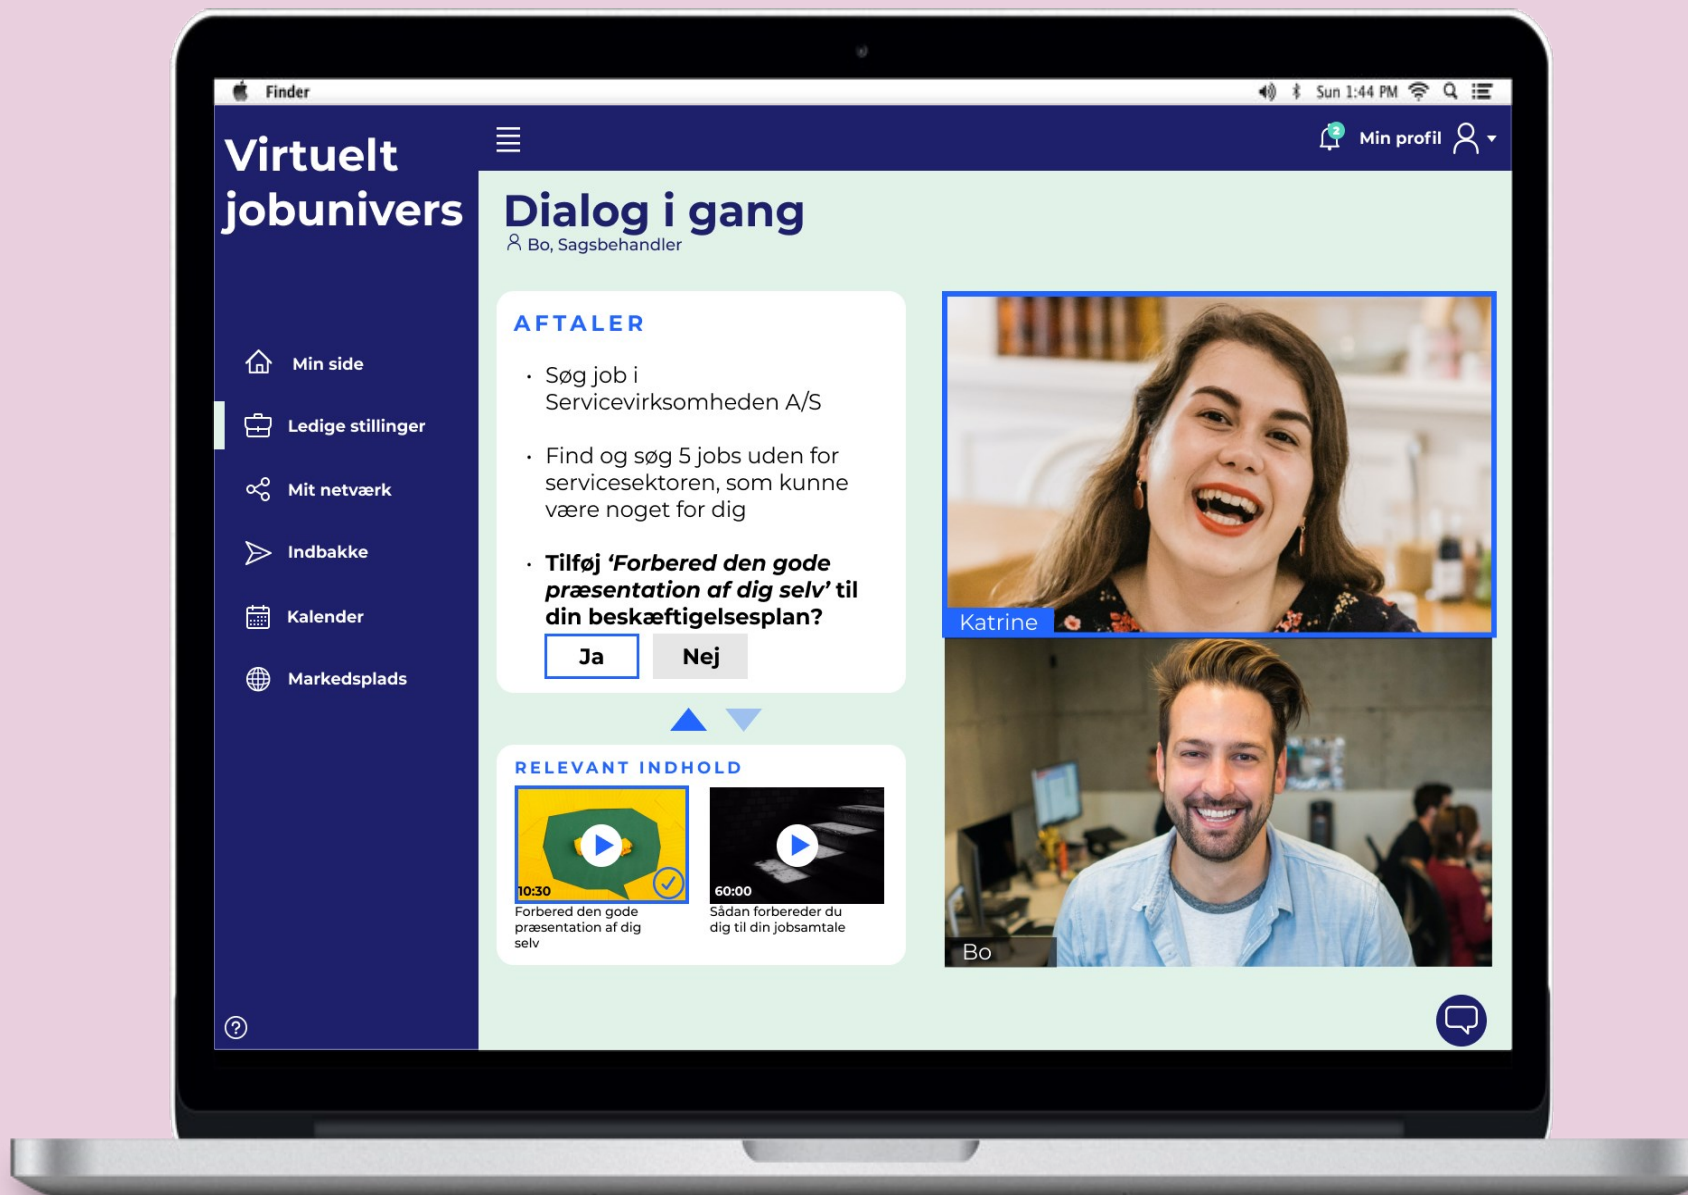 Finder
Sun 1:44 PM
Virtuelt
jobunivers
2
Min profil
Min side
Ledige stillinger
Mit netværk
Indbakke
Kalender
Markedsplads
?
Dialog i gang
Bo, Sagsbehandler
AFTALER
• Søg job i
Servicevirksomheden A/S
• Find og søg 5 jobs uden for
servicesektoren, som kunne
være noget for dig
• Tilføj ‘Forbered den gode
præsentation af dig selv’ til
din beskæftigelsesplan?
Ja Nej
RELEVANT INDHOLD
10:30
Forbered den gode
præsentation af dig
selv
60:00
Sådan forbereder du
dig til din jobsamtale
Katrine
Bo